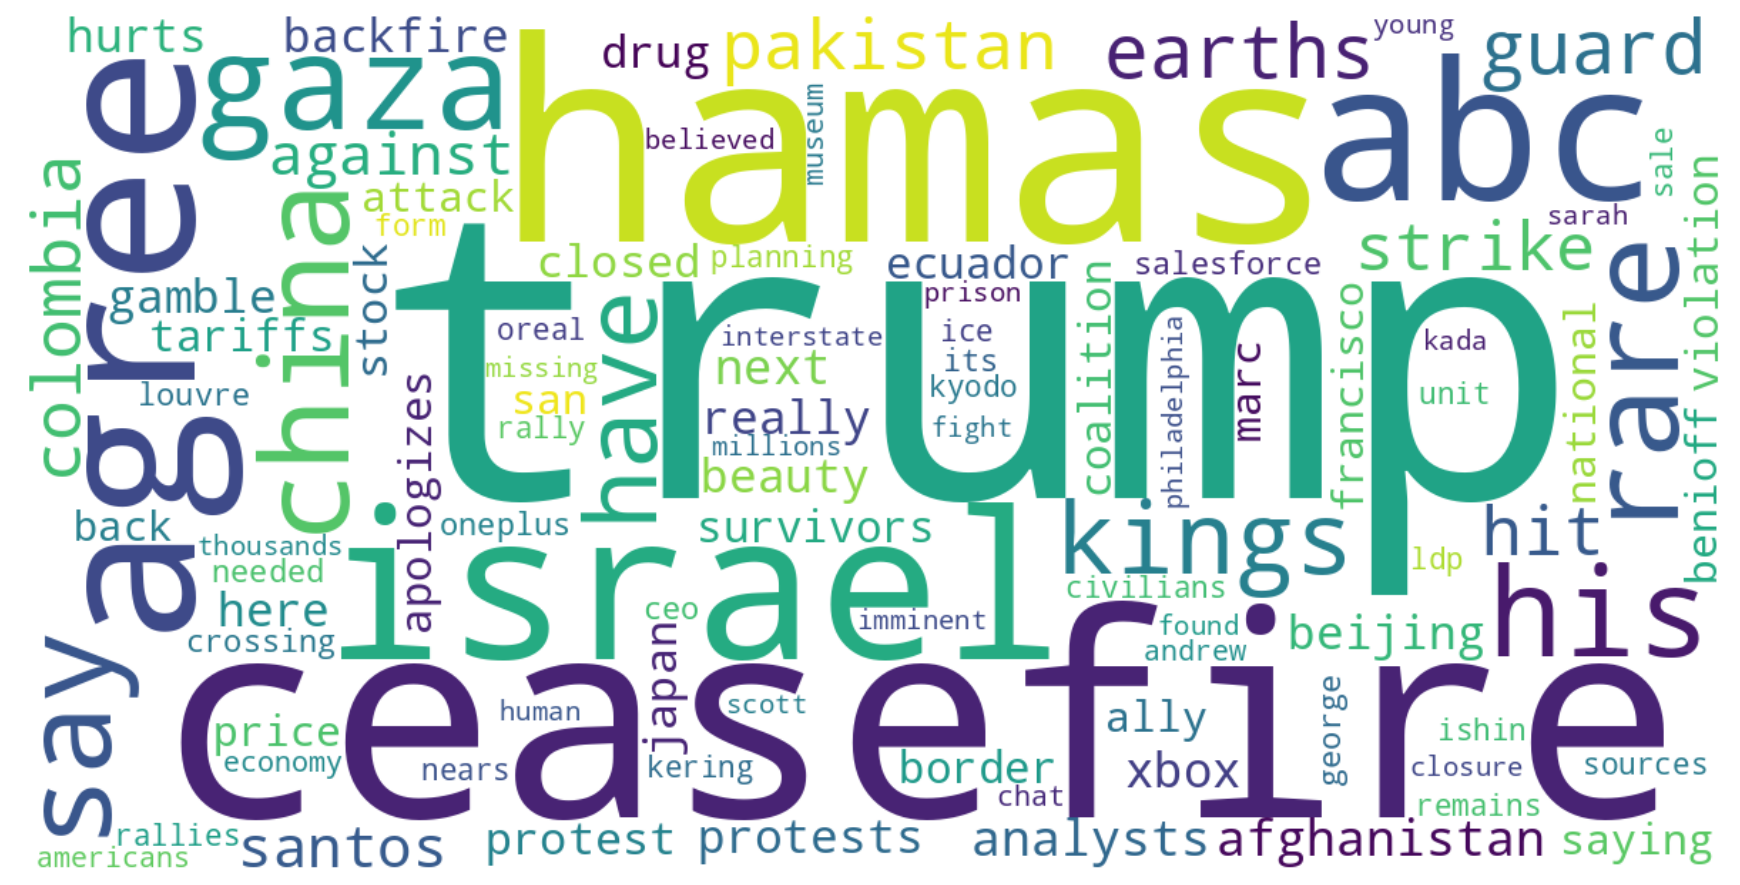 hurts
backfire
drug
pakistan
earths
young
guard
agree
gaza
hamas
abc
believed
museum
against
sale
colombia
china
attack
form
trump
sarah
strike
rare
benioff violation
closed
planning
ecuador
salesforce
gamble
stock
tariffs
have
oreal
interstate
prison
ice
its
coalition
philadelphia
marc
francisco
kada
national
missing
next
kyodo
unit
louvre
apologizes
san
rally
really
fight
millions
beauty
back
oneplus
survivors
kings
hit
thousands
israel
ldp
needed
civilians
his
here
ceo
imminent
found
beijing
crossing
andrew
say
ceasefire
japan
human
scott
ally
george
price
ishin
economy
nears
kering
border
xbox
closure
sources
chat
remains
rallies
santos
protest
protests
analysts
afghanistan
saying
americans